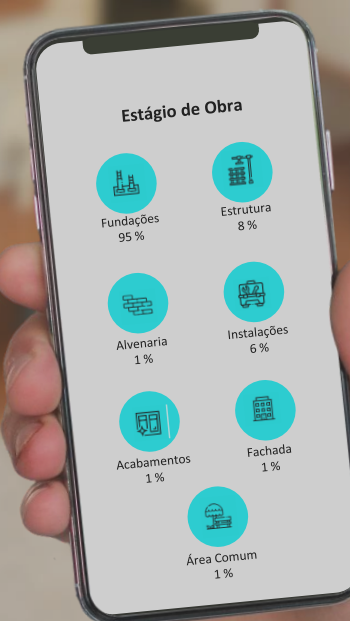 Estágio de Obra
Fundações
95 %
Estrutura
8 %
Alvenaria
1 %
Instalações
6 %
Acabamentos
1 %
Fachada
1 %
Área Comum
1 %